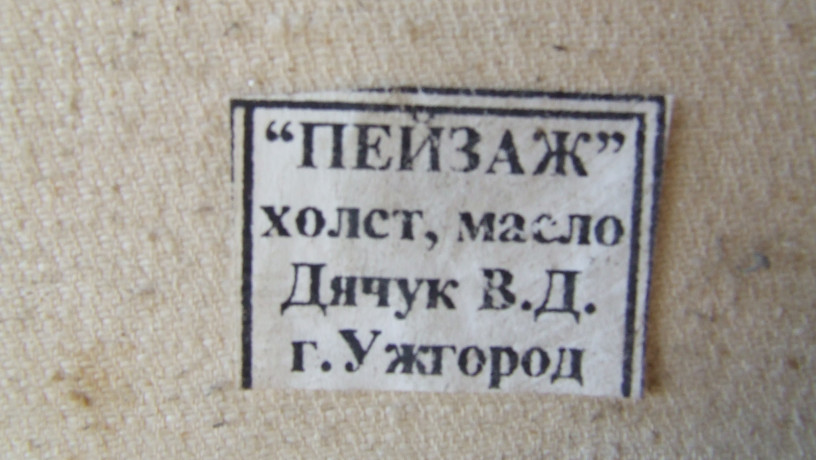 “ПЕЙЗАЖ”
холст, масло
Дячук В.Д.
г.Ужгород